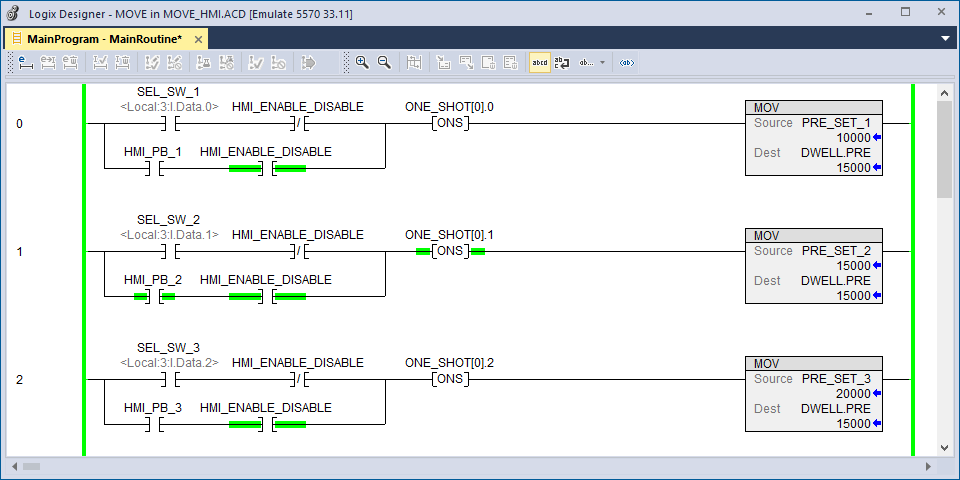 Logix Designer - MOVE in MOVE_HMI.ACD [Emulate 5570 33.11]
MainProgram - MainRoutine*
abcd ab... <ab>
SEL_SW_1
<Local:3:I.Data.0> HMI_ENABLE_DISABLE ONE_SHOT[0].0 MOV
0 ONS Source PRE_SET_1
10000
HMI_PB_1 HMI_ENABLE_DISABLE Dest DWELL.PRE
15000
SEL_SW_2
<Local:3:I.Data.1> HMI_ENABLE_DISABLE ONE_SHOT[0].1 MOV
1 ONS Source PRE_SET_2
15000
HMI_PB_2 HMI_ENABLE_DISABLE Dest DWELL.PRE
15000
SEL_SW_3
<Local:3:I.Data.2> HMI_ENABLE_DISABLE ONE_SHOT[0].2 MOV
2 ONS Source PRE_SET_3
20000
HMI_PB_3 HMI_ENABLE_DISABLE Dest DWELL.PRE
15000